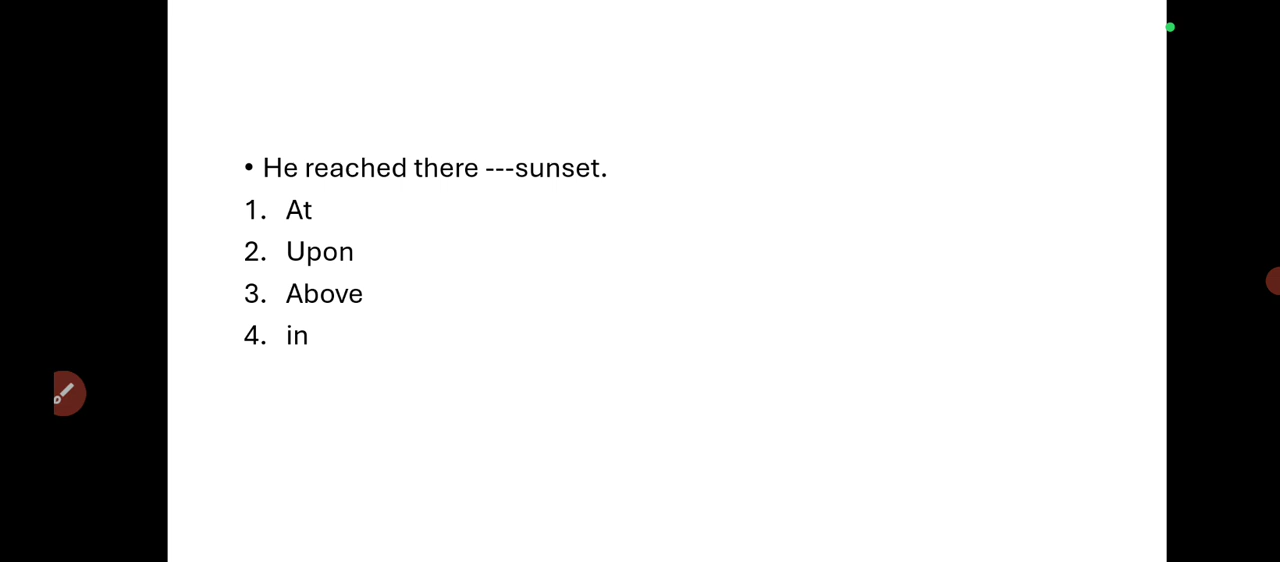 • He reached there ---sunset.
1. At
2. Upon
3. Above
4. in